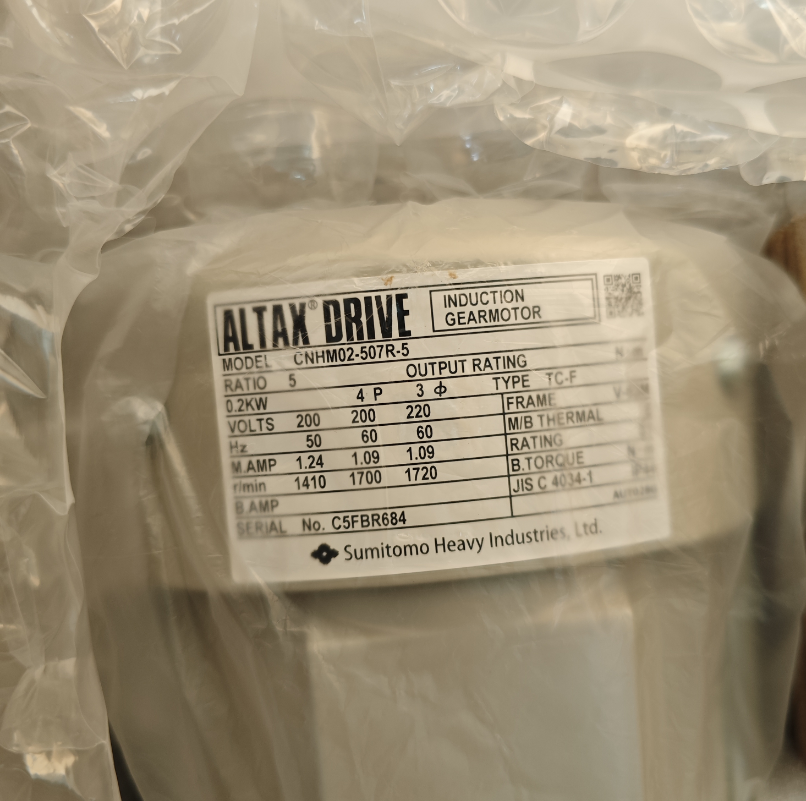 ALTAX® DRIVE
INDUCTION
GEARMOTOR
MODEL CNHM02-507R-5
RATIO 5 OUTPUT RATING
0.2KW 4 P 3 ϕ TYPE TC-F
VOLTS 200 200 220 FRAME
Hz 50 60 60 M/B THERMAL
M.AMP 1.24 1.09 1.09 RATING
r/min 1410 1700 1720 B.TORQUE
B.AMP JIS C 4034-1
SERIAL No. C5FBR684
Sumitomo Heavy Industries, Ltd.